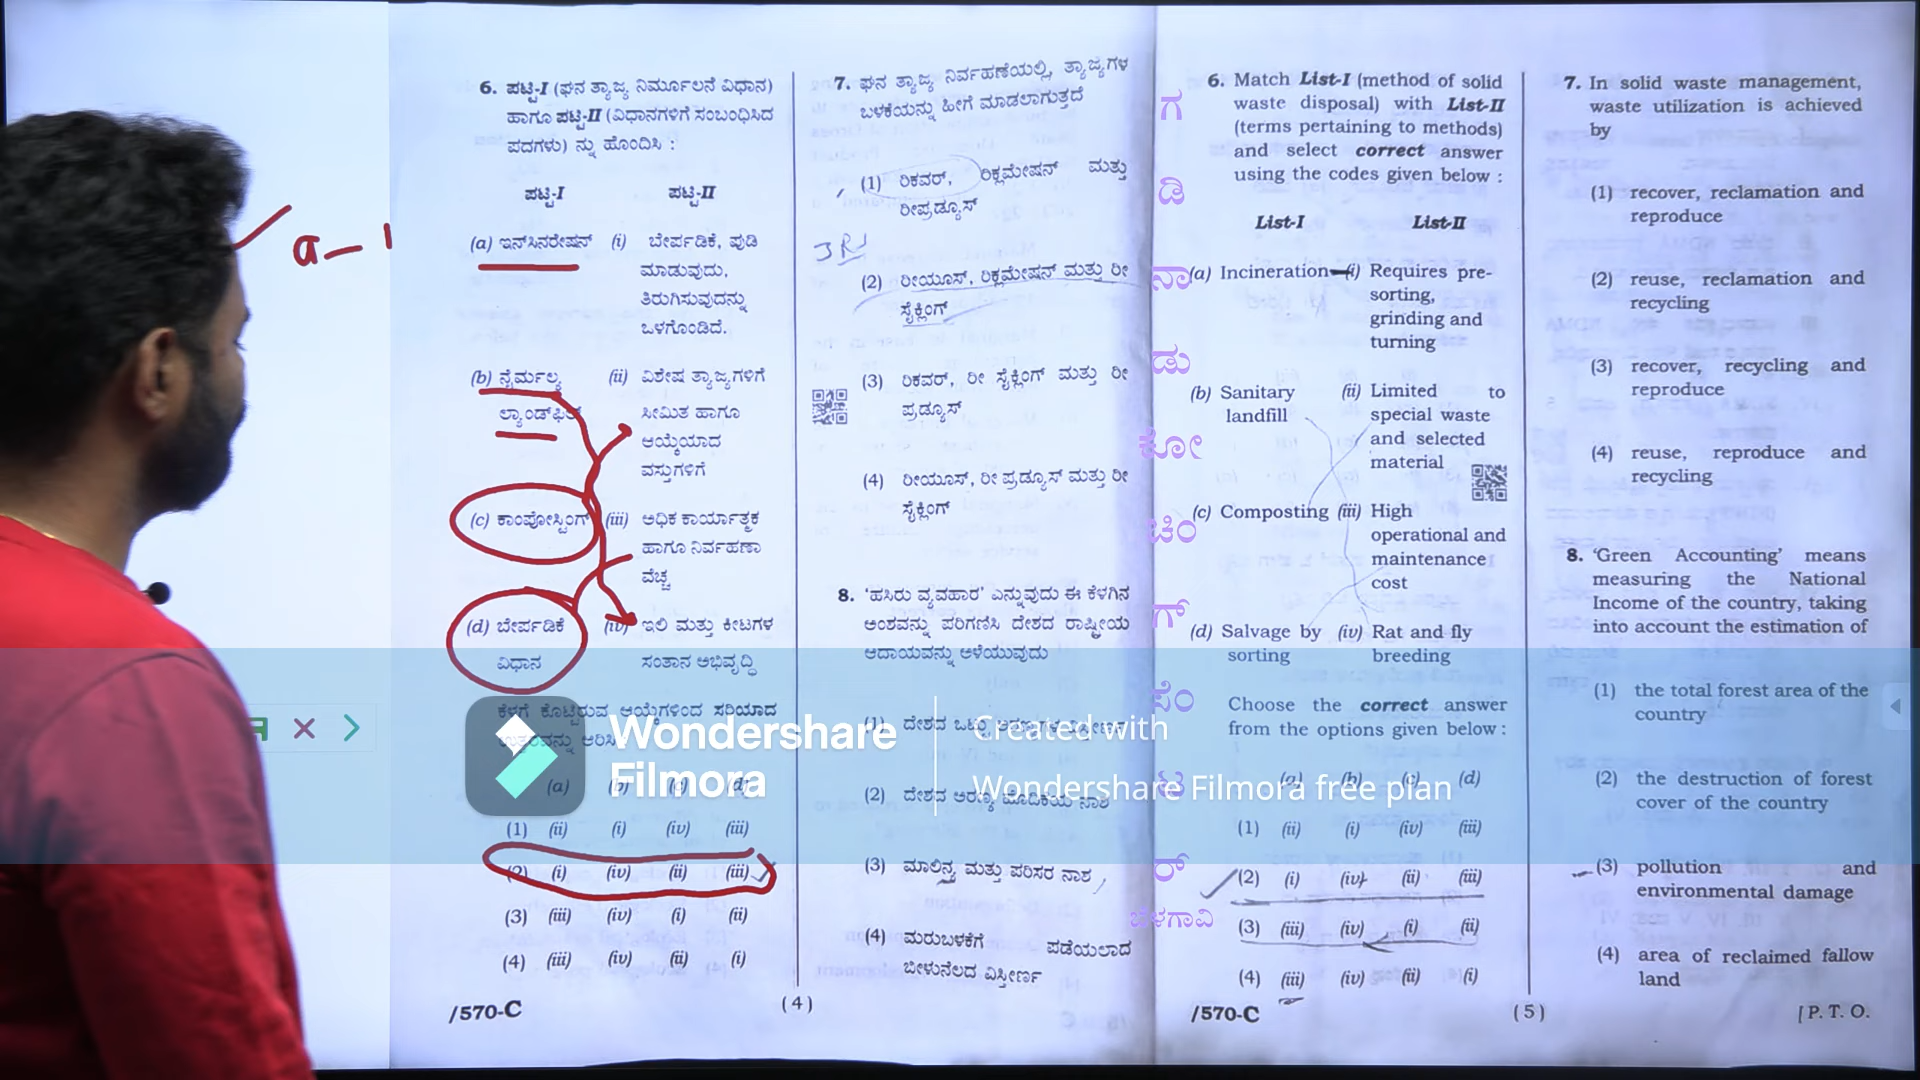 6. ಪಟ್ಟಿ-I (ಘನ ತ್ಯಾಜ್ಯ ನಿರ್ಮೂಲನೆ ವಿಧಾನ)
ಹಾಗೂ ಪಟ್ಟಿ-II (ವಿಧಾನಗಳಿಗೆ ಸಂಬಂಧಿಸಿದ
ಪದಗಳು) ನ್ನು ಹೊಂದಿಸಿ :
ಪಟ್ಟಿ-I ಪಟ್ಟಿ-II
(a) ಇನ್‌ಸಿನರೇಷನ್ (i) ಬೇರ್ಪಡಿಕೆ, ಪುಡಿ
ಮಾಡುವುದು,
ತಿರುಗಿಸುವುದನ್ನು
ಒಳಗೊಂಡಿದೆ.
(b) ನೈರ್ಮಲ್ಯ (ii) ವಿಶೇಷ ತ್ಯಾಜ್ಯಗಳಿಗೆ
ಲ್ಯಾಂಡ್‌ಫಿಲ್ ಸೀಮಿತ ಹಾಗೂ
ಆಯ್ಕೆಯಾದ
ವಸ್ತುಗಳಿಗೆ
(c) ಕಾಂಪೋಸ್ಟಿಂಗ್ (iii) ಅಧಿಕ ಕಾರ್ಯಾತ್ಮಕ
ಹಾಗೂ ನಿರ್ವಹಣಾ
ವೆಚ್ಚ
(d) ಬೇರ್ಪಡಿಕೆ (iv) ಇಲಿ ಮತ್ತು ಕೀಟಗಳ
ವಿಧಾನ ಸಂತಾನ ಅಭಿವೃದ್ಧಿ
ಕೆಳಗೆ ಕೊಟ್ಟಿರುವ ಆಯ್ಕೆಗಳಿಂದ ಸರಿಯಾದ
(a) (b) (c) (d)
(1) (ii) (i) (iv) (iii)
(2) (i) (iv) (ii) (iii)
(3) (iii) (iv) (i) (ii)
(4) (iii) (iv) (ii) (i)
/570-C
a – 1
7. ಘನ ತ್ಯಾಜ್ಯ ನಿರ್ವಹಣೆಯಲ್ಲಿ, ತ್ಯಾಜ್ಯಗಳ
ಬಳಕೆಯನ್ನು ಹೀಗೆ ಮಾಡಲಾಗುತ್ತದೆ
(1) ರಿಕವರ್, ರಿಕ್ಲಮೇಷನ್ ಮತ್ತು
ರೀಪ್ರಡ್ಯೂಸ್
3R
(2) ರೀಯೂಸ್, ರಿಕ್ಲಮೇಷನ್ ಮತ್ತು ರೀ
ಸೈಕ್ಲಿಂಗ್
(3) ರಿಕವರ್, ರೀ ಸೈಕ್ಲಿಂಗ್ ಮತ್ತು ರೀ
ಪ್ರಡ್ಯೂಸ್
(4) ರೀಯೂಸ್, ರೀ ಪ್ರಡ್ಯೂಸ್ ಮತ್ತು ರೀ
ಸೈಕ್ಲಿಂಗ್
8. ‘ಹಸಿರು ವ್ಯವಹಾರ’ ಎನ್ನುವುದು ಈ ಕೆಳಗಿನ
ಅಂಶವನ್ನು ಪರಿಗಣಿಸಿ ದೇಶದ ರಾಷ್ಟ್ರೀಯ
ಆದಾಯವನ್ನು ಅಳೆಯುವುದು
(1) ದೇಶದ ಒಟ್ಟು
(2) ದೇಶದ ಅರಣ್ಯ ಹೊದಿಕೆಯ ನಾಶ
(3) ಮಾಲಿನ್ಯ ಮತ್ತು ಪರಿಸರ ನಾಶ
(4) ಮರುಬಳಕೆಗೆ ಪಡೆಯಲಾದ
ಬೀಳುನೆಲದ ವಿಸ್ತೀರ್ಣ
(4)
ಗ
ಡಿ
ನಾ
ಡು
ಕೋ
ಚಿಂ
ಗ್
ಸೆಂ
ಟ
ರ್
ಬೆಳಗಾವಿ
6. Match List-I (method of solid
waste disposal) with List-II
(terms pertaining to methods)
and select correct answer
using the codes given below :
List-I List-II
(a) Incineration (i) Requires pre-
sorting,
grinding and
turning
(b) Sanitary (ii) Limited to
landfill special waste
and selected
material
(c) Composting (iii) High
operational and
maintenance
cost
(d) Salvage by (iv) Rat and fly
sorting breeding
Choose the correct answer
from the options given below :
(a) (b) (c) (d)
(1) (ii) (i) (iv) (iii)
(2) (i) (iv) (ii) (iii)
(3) (iii) (iv) (i) (ii)
(4) (iii) (iv) (ii) (i)
/570-C
7. In solid waste management,
waste utilization is achieved
by
(1) recover, reclamation and
reproduce
(2) reuse, reclamation and
recycling
(3) recover, recycling and
reproduce
(4) reuse, reproduce and
recycling
8. ‘Green Accounting’ means
measuring the National
Income of the country, taking
into account the estimation of
(1) the total forest area of the
country
(2) the destruction of forest
cover of the country
(3) pollution and
environmental damage
(4) area of reclaimed fallow
land
(5)
[P. T. O.
Wondershare
Filmora
Created with
Wondershare Filmora free plan